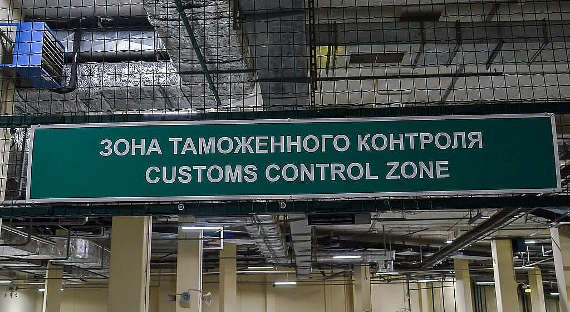 ЗОНА ТАМОЖЕННОГО КОНТРОЛЯ
CUSTOMS CONTROL ZONE